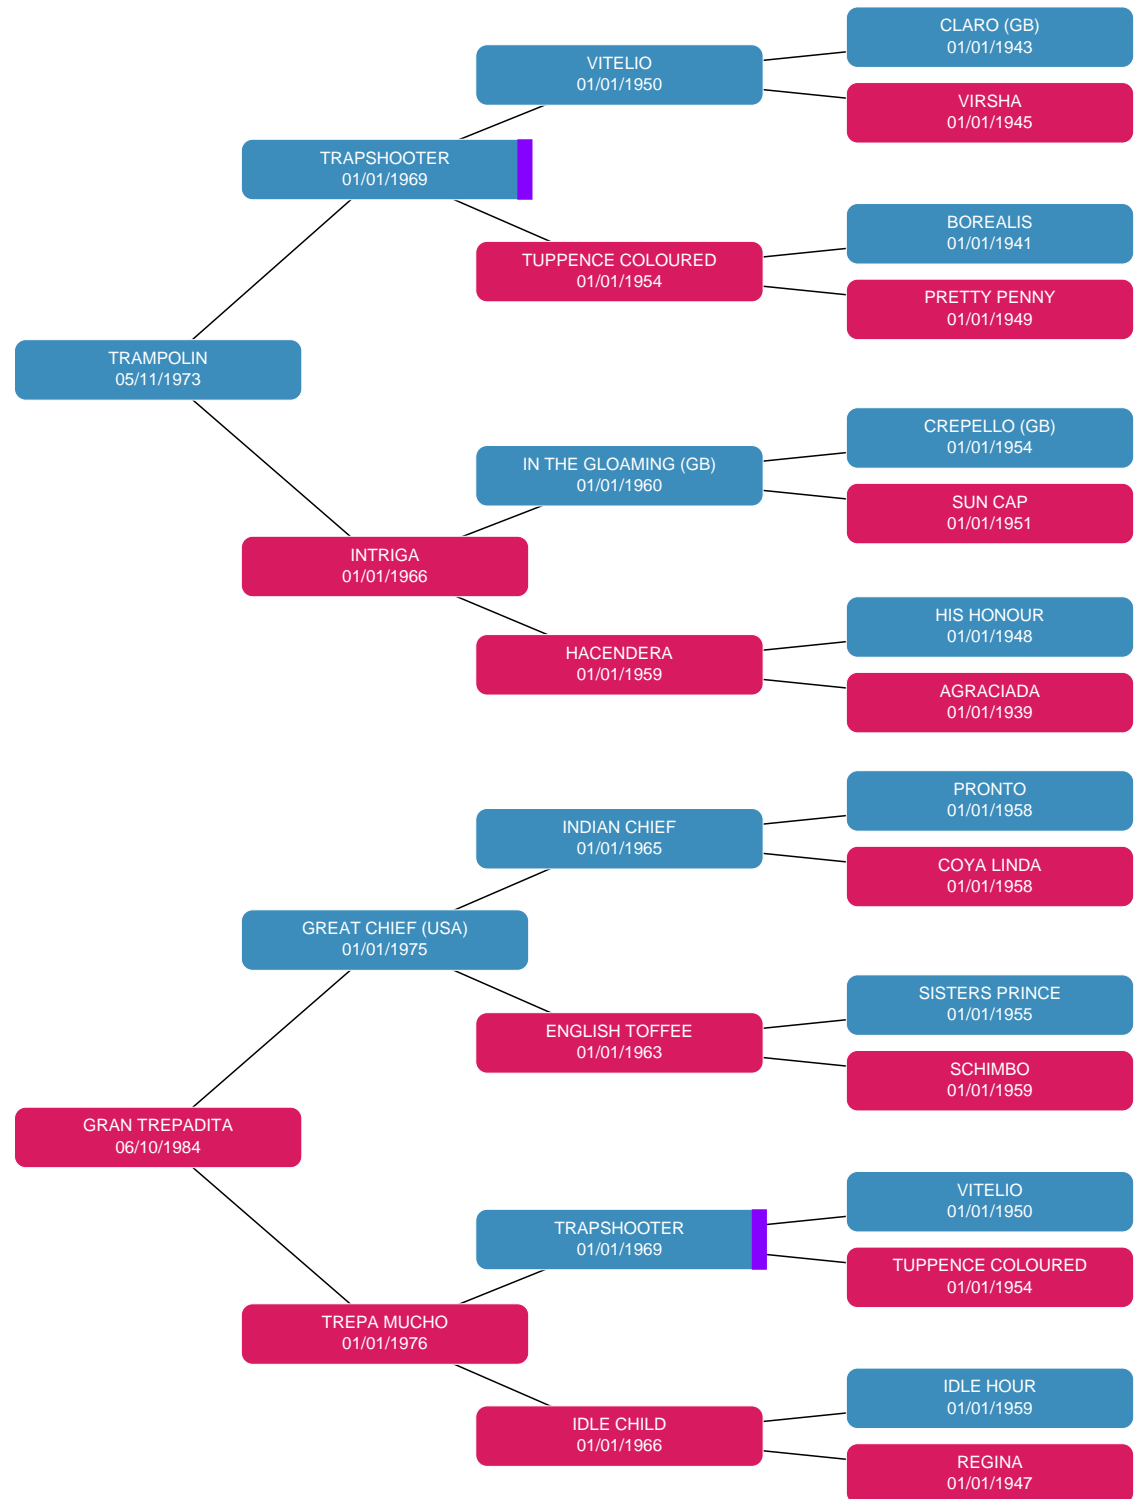 CLARO (GB)
01/01/1943
VITELIO
01/01/1950
VIRSHA
01/01/1945
TRAPSHOOTER
01/01/1969
BOREALIS
01/01/1941
TUPPENCE COLOURED
01/01/1954
PRETTY PENNY
01/01/1949
TRAMPOLIN
05/11/1973
CREPELLO (GB)
01/01/1954
IN THE GLOAMING (GB)
01/01/1960
SUN CAP
01/01/1951
INTRIGA
01/01/1966
HIS HONOUR
01/01/1948
HACENDERA
01/01/1959
AGRACIADA
01/01/1939
PRONTO
01/01/1958
INDIAN CHIEF
01/01/1965
COYA LINDA
01/01/1958
GREAT CHIEF (USA)
01/01/1975
SISTERS PRINCE
01/01/1955
ENGLISH TOFFEE
01/01/1963
SCHIMBO
01/01/1959
GRAN TREPADITA
06/10/1984
VITELIO
01/01/1950
TRAPSHOOTER
01/01/1969
TUPPENCE COLOURED
01/01/1954
TREPA MUCHO
01/01/1976
IDLE HOUR
01/01/1959
IDLE CHILD
01/01/1966
REGINA
01/01/1947